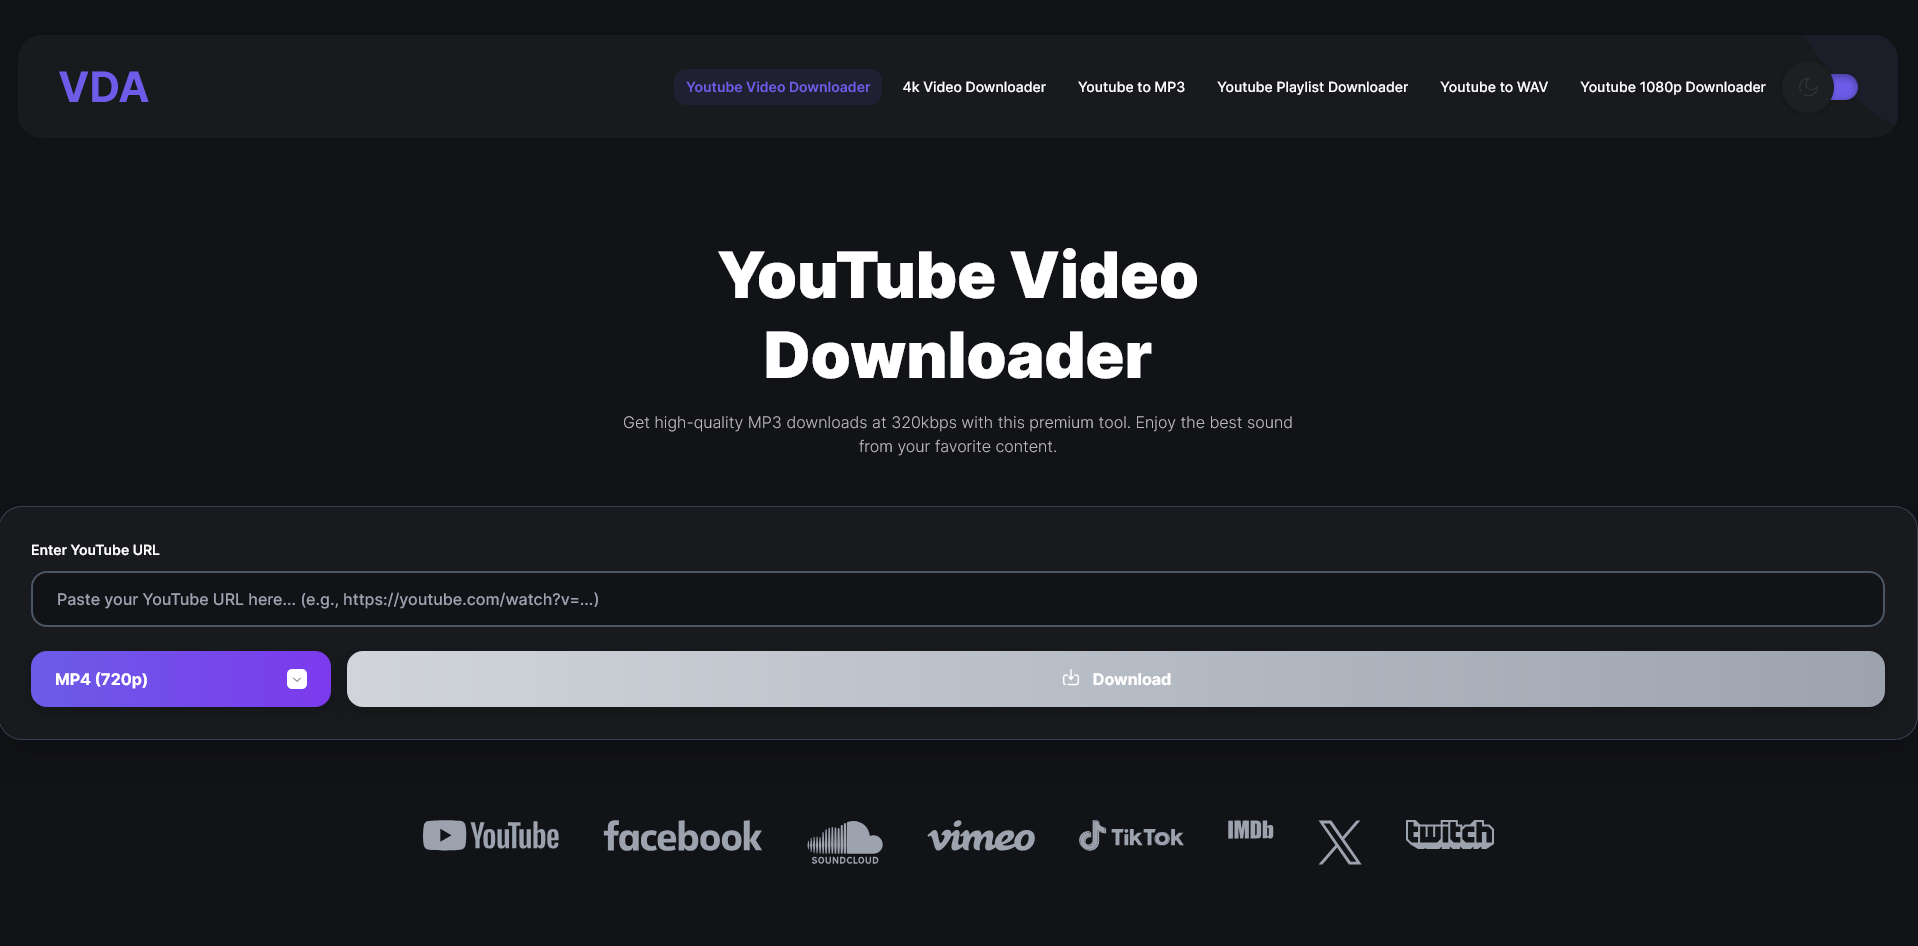 VDA
Youtube Video Downloader
4k Video Downloader
Youtube to MP3
Youtube Playlist Downloader
Youtube to WAV
Youtube 1080p Downloader
YouTube Video
Downloader
Get high-quality MP3 downloads at 320kbps with this premium tool. Enjoy the best sound
from your favorite content.
Enter YouTube URL
Paste your YouTube URL here... (e.g., https://youtube.com/watch?v=...)
MP4 (720p)
Download
YouTube
facebook
SOUNDCLOUD
vimeo
TikTok
IMDb
X
twitch